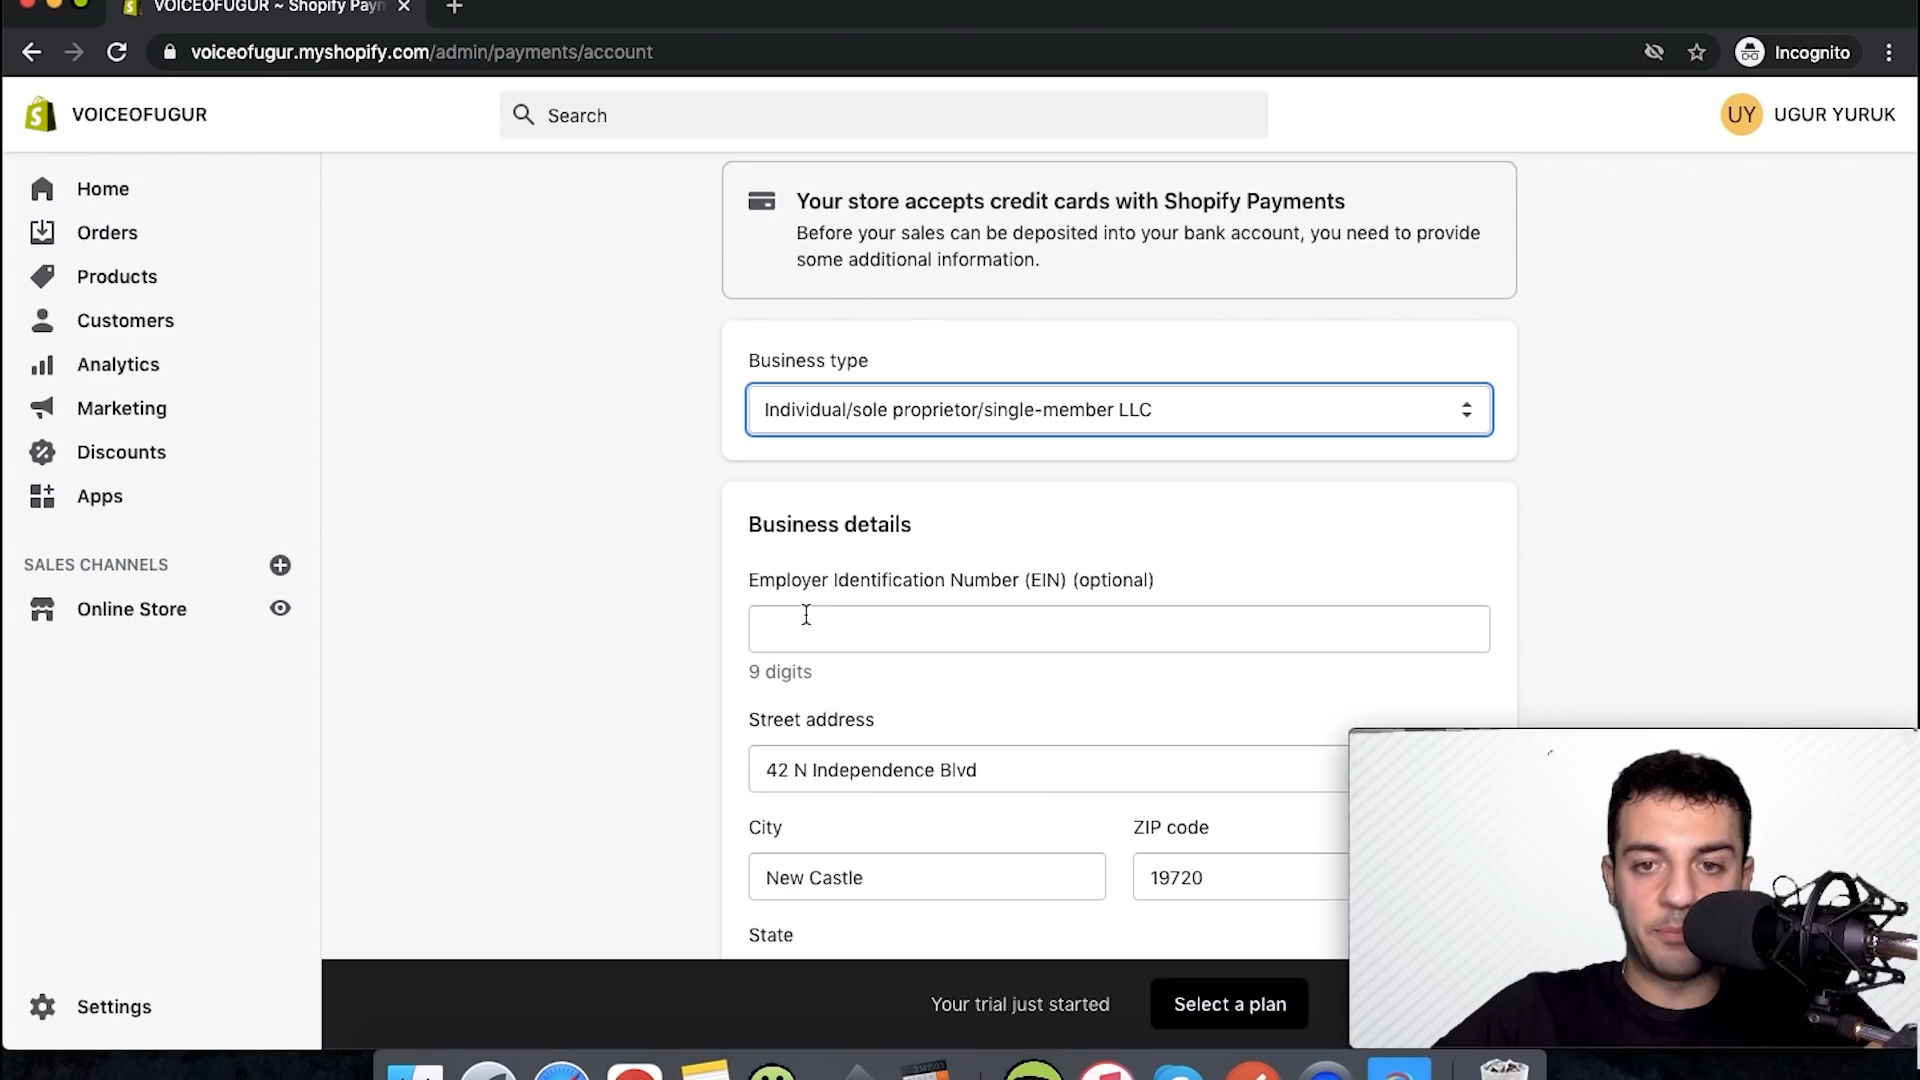 VOICEOFUGUR ~ Shopify Paym
voiceofugur.myshopify.com/admin/payments/account
Incognito
VOICEOFUGUR
Search
UY
UGUR YURUK
Home
Orders
Products
Customers
Analytics
Marketing
Discounts
Apps
SALES CHANNELS
Online Store
Settings
Your store accepts credit cards with Shopify Payments
Before your sales can be deposited into your bank account, you need to provide
some additional information.
Business type
Individual/sole proprietor/single-member LLC
Business details
Employer Identification Number (EIN) (optional)
9 digits
Street address
42 N Independence Blvd
City
ZIP code
New Castle
19720
State
Your trial just started
Select a plan